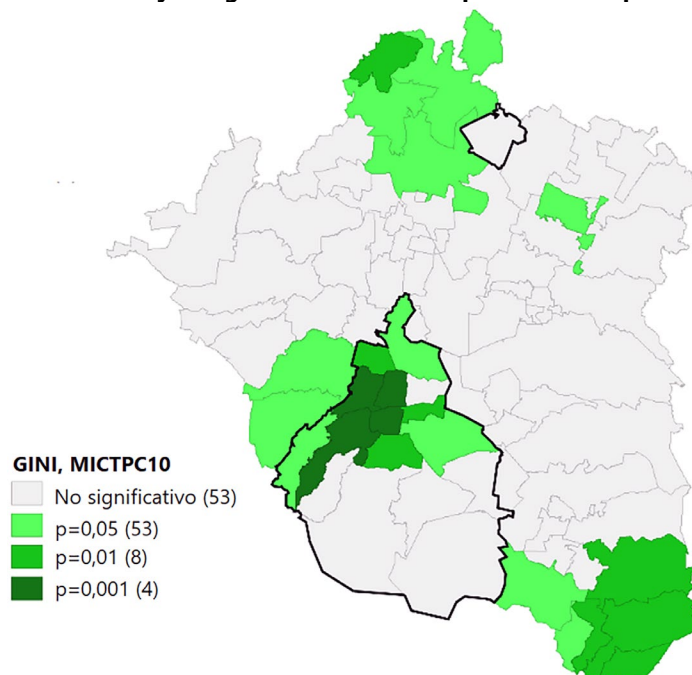 GINI, MICTPC10
No significativo (53)
p=0,05 (53)
p=0,01 (8)
p=0,001 (4)